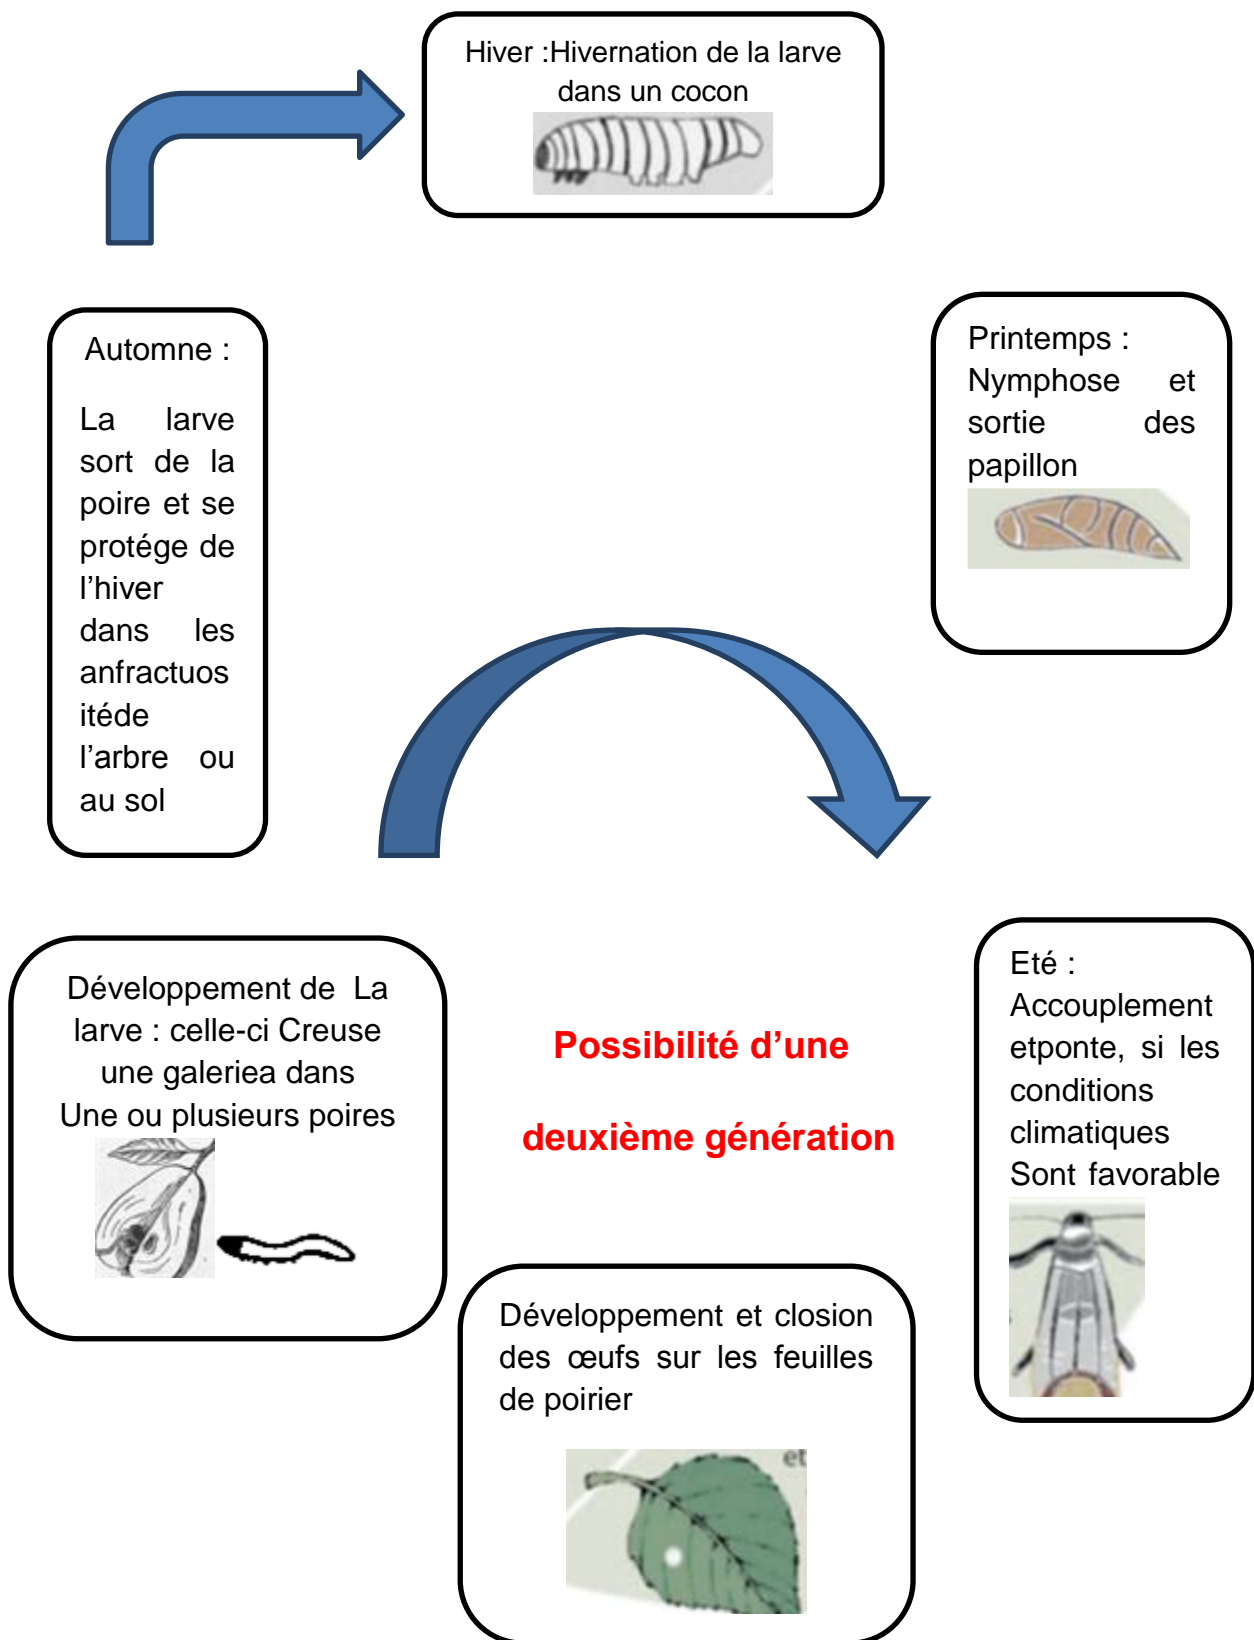 Hiver :Hivernation de la larve
dans un cocon
Automne :
La larve
sort de la
poire et se
protége de
l’hiver
dans les
anfractuos
itéde
l’arbre ou
au sol
Printemps :
Nymphose et
sortie des
papillon
Développement de La
larve : celle-ci Creuse
une galeriea dans
Une ou plusieurs poires
Possibilité d’une
deuxième génération
Eté :
Accouplement
etponte, si les
conditions
climatiques
Sont favorable
Développement et closion
des œufs sur les feuilles
de poirier
et